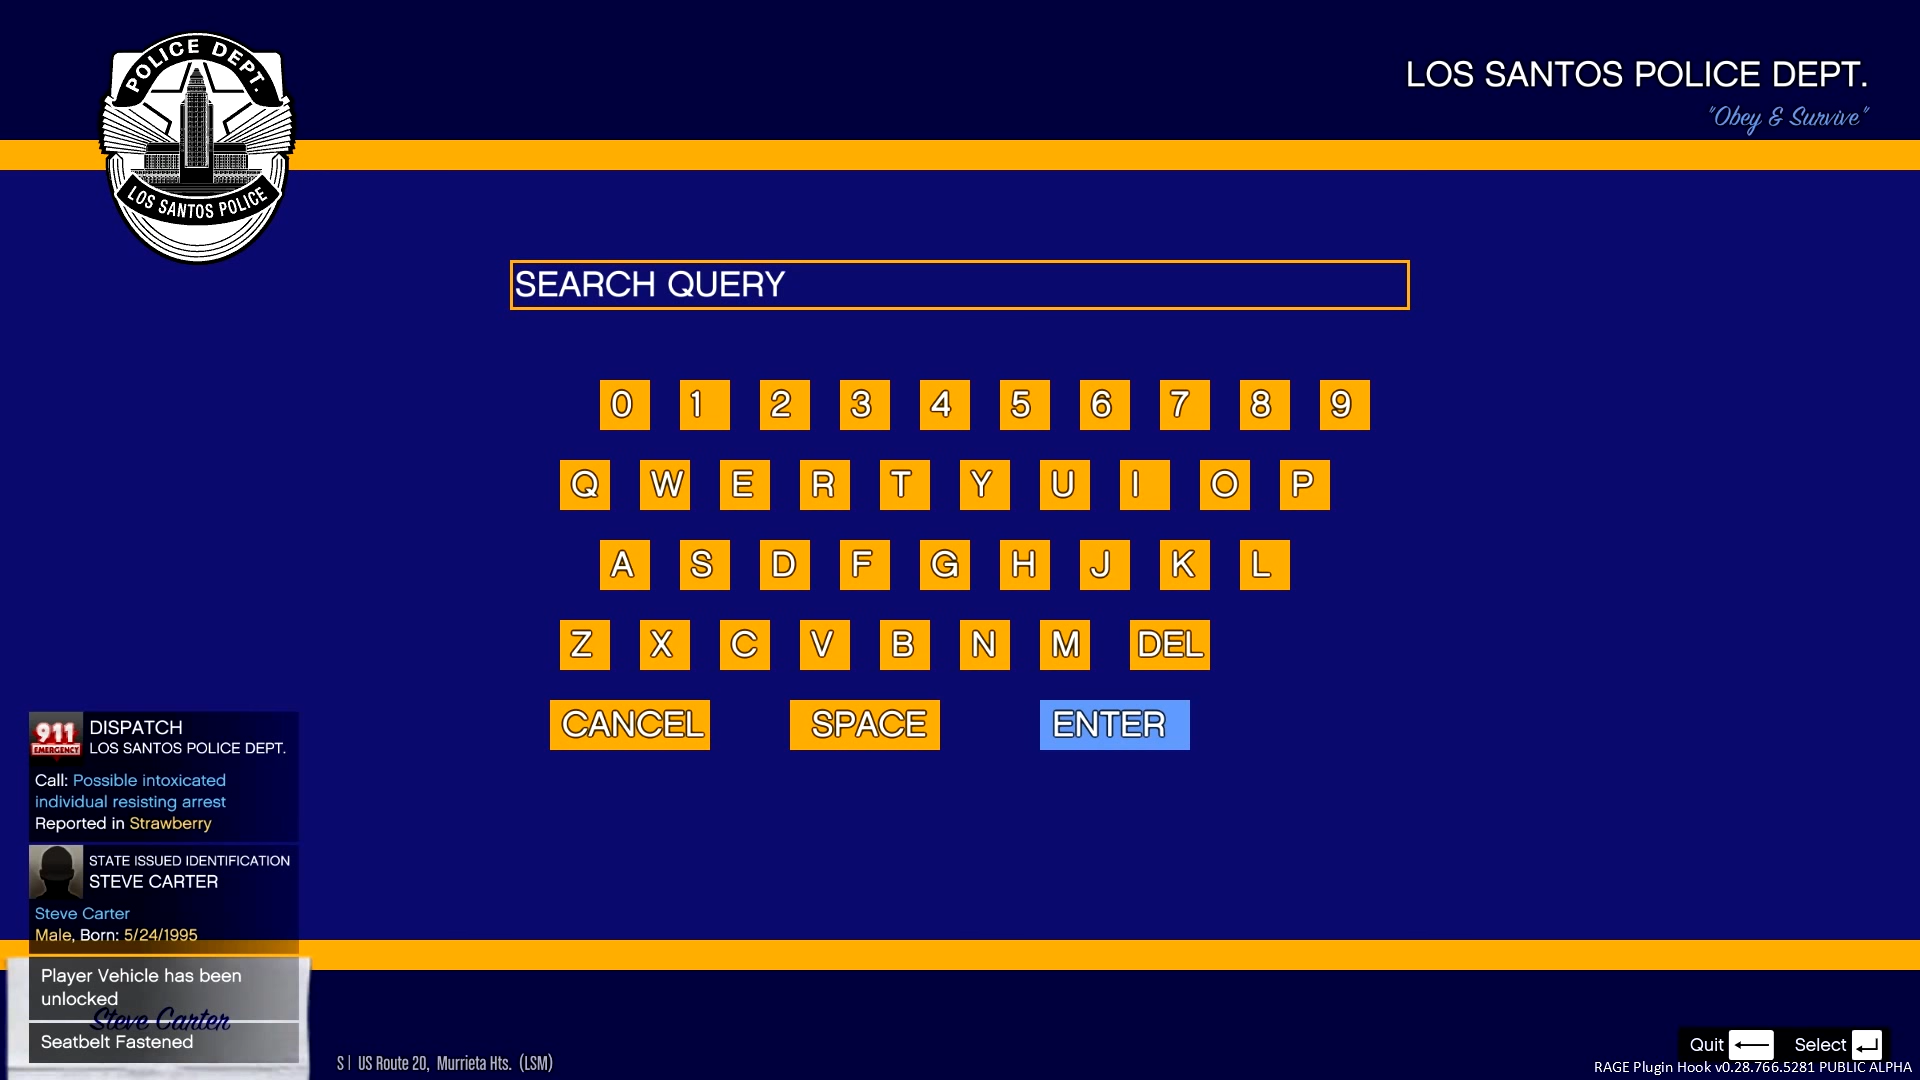 POLICE DEPT.
LOS SANTOS POLICE
LOS SANTOS POLICE DEPT.
"Obey & Survive"
SEARCH QUERY
0 1 2 3 4 5 6 7 8 9
Q W E R T Y U I O P
A S D F G H J K L
Z X C V B N M DEL
CANCEL SPACE ENTER
911
EMERGENCY
DISPATCH
LOS SANTOS POLICE DEPT.
Call: Possible intoxicated
individual resisting arrest
Reported in Strawberry
STATE ISSUED IDENTIFICATION
STEVE CARTER
Steve Carter
Male, Born: 5/24/1995
Player Vehicle has been
unlocked
Steve Carter
Seatbelt Fastened
S | US Route 20, Murrieta Hts. (LSM)
Quit Select
RAGE Plugin Hook v0.28.766.5281 PUBLIC ALPHA